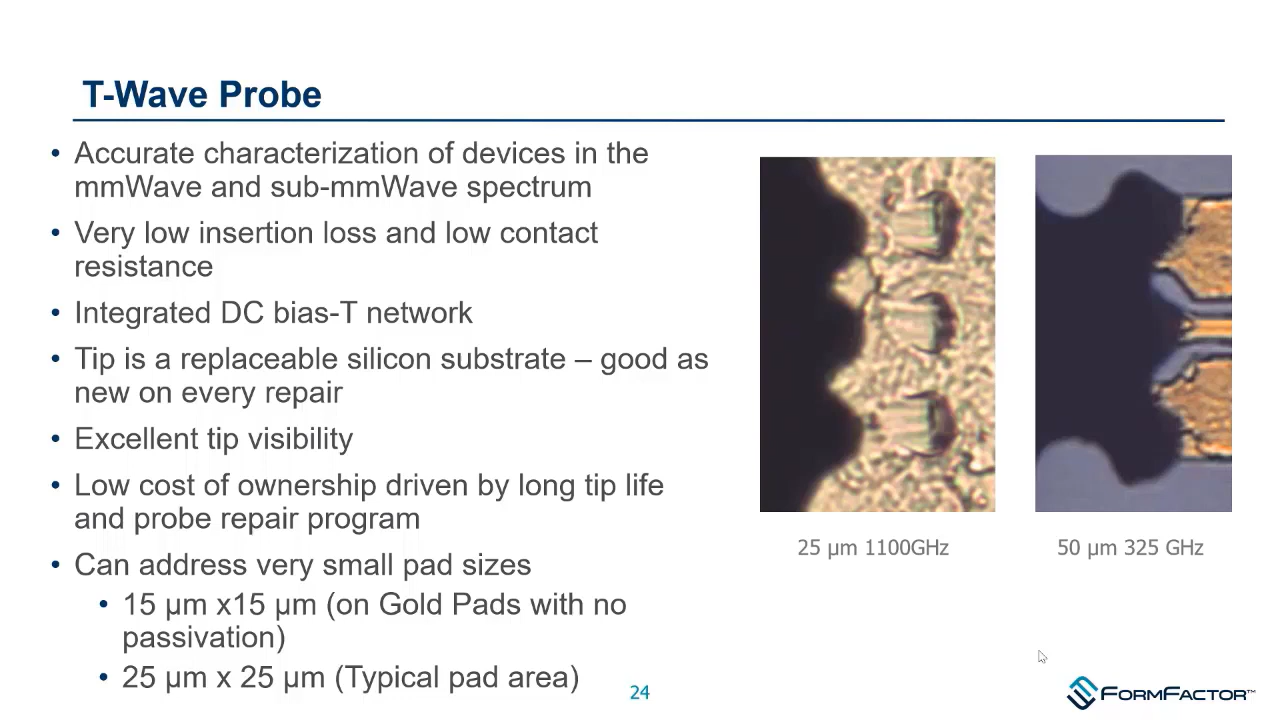 T-Wave Probe
• Accurate characterization of devices in the
mmWave and sub-mmWave spectrum
• Very low insertion loss and low contact
resistance
• Integrated DC bias-T network
• Tip is a replaceable silicon substrate – good as
new on every repair
• Excellent tip visibility
• Low cost of ownership driven by long tip life
and probe repair program
• Can address very small pad sizes
• 15 µm x15 µm (on Gold Pads with no
passivation)
• 25 µm x 25 µm (Typical pad area)
25 µm 1100GHz
50 µm 325 GHz
24
FORMFACTOR™